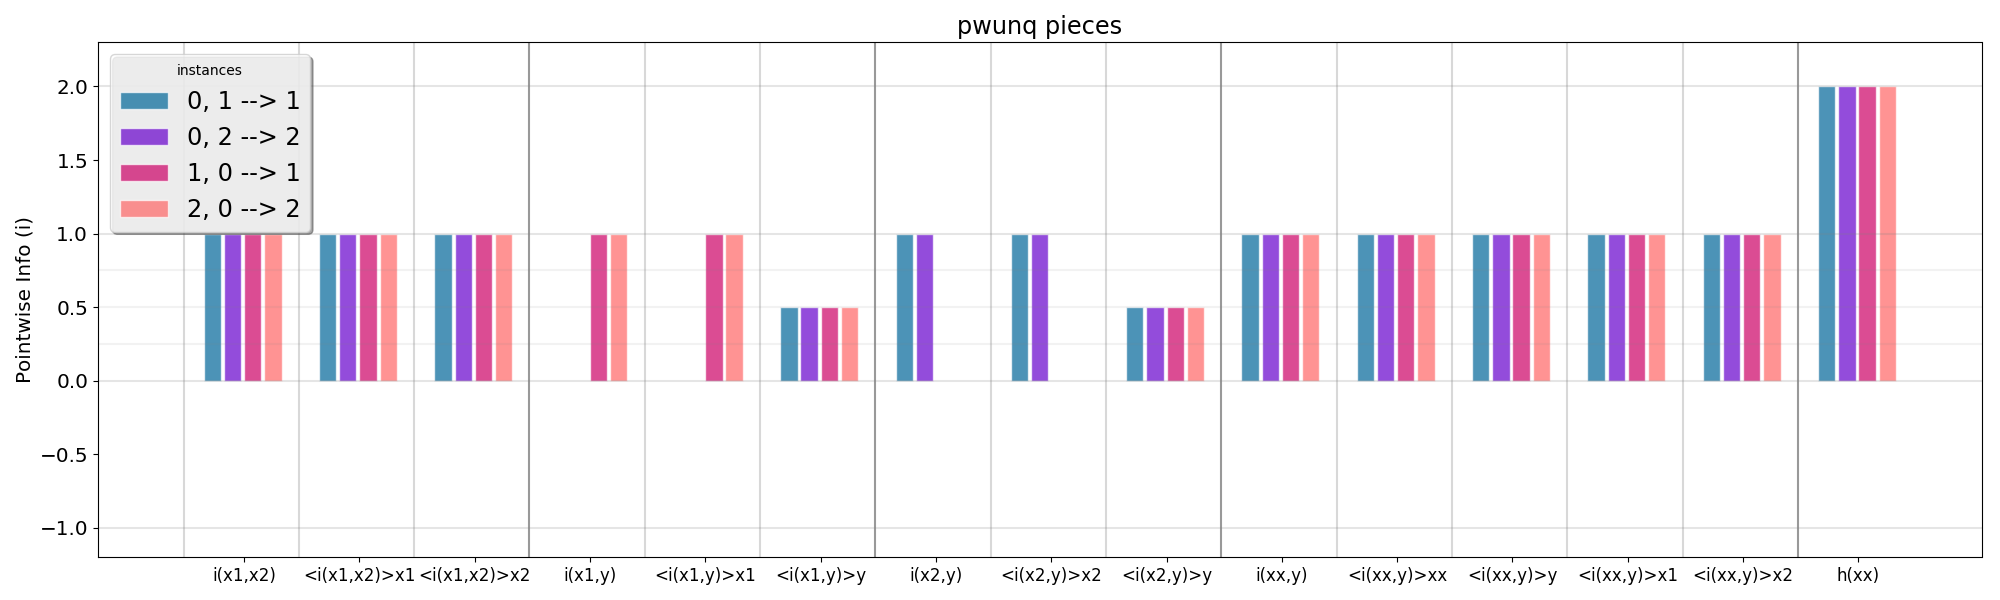 pwunq pieces
Pointwise Info (i)
2.0
1.5
1.0
0.5
0.0
−0.5
−1.0
instances
0, 1 --> 1
0, 2 --> 2
1, 0 --> 1
2, 0 --> 2
i(x1,x2) <i(x1,x2)>x1 <i(x1,x2)>x2 i(x1,y) <i(x1,y)>x1 <i(x1,y)>y i(x2,y) <i(x2,y)>x2 <i(x2,y)>y i(xx,y) <i(xx,y)>xx <i(xx,y)>y <i(xx,y)>x1 <i(xx,y)>x2 h(xx)